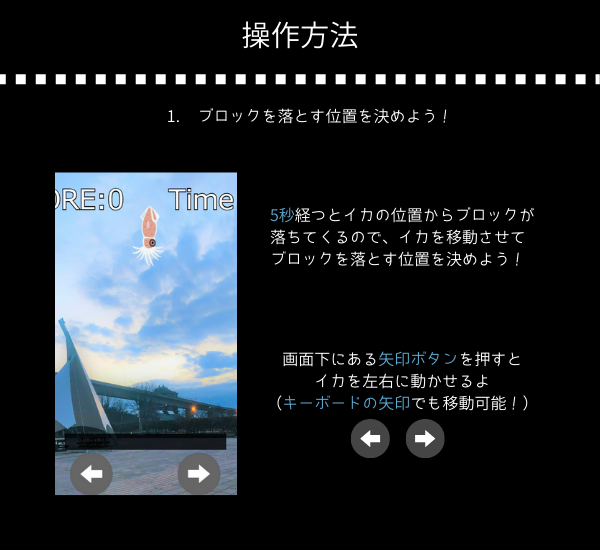 操作方法
1. ブロックを落とす位置を決めよう！
ORE:0 Time
5秒経つとイカの位置からブロックが
落ちてくるので、イカを移動させて
ブロックを落とす位置を決めよう！
画面下にある矢印ボタンを押すと
イカを左右に動かせるよ
（キーボードの矢印でも移動可能！）